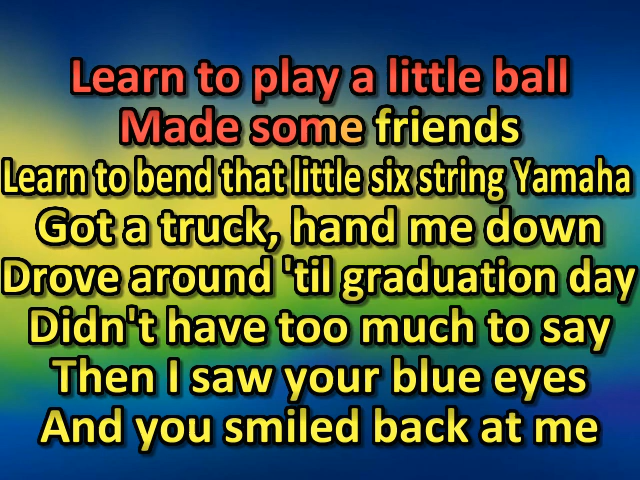 Learn to play a little ball
Made some friends
Learn to bend that little six string Yamaha
Got a truck, hand me down
Drove around 'til graduation day
Didn't have too much to say
Then I saw your blue eyes
And you smiled back at me